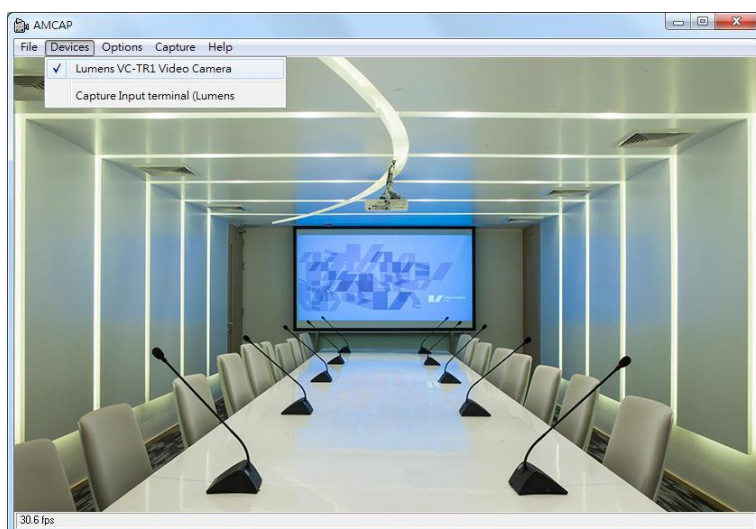 AMCAP
File Devices Options Capture Help
✓ Lumens VC-TR1 Video Camera
Capture Input terminal (Lumens
30.6 fps